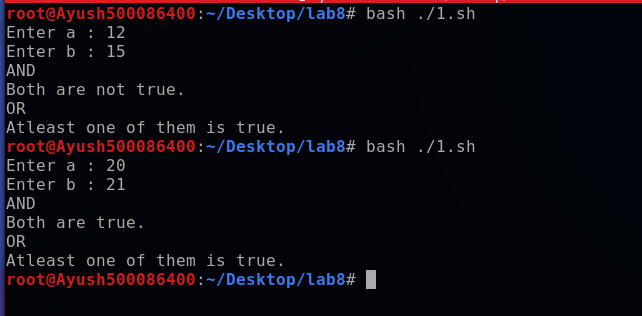 root@Ayush500086400:~/Desktop/lab8# bash ./1.sh
Enter a : 12
Enter b : 15
AND
Both are not true.
OR
Atleast one of them is true.
root@Ayush500086400:~/Desktop/lab8# bash ./1.sh
Enter a : 20
Enter b : 21
AND
Both are true.
OR
Atleast one of them is true.
root@Ayush500086400:~/Desktop/lab8#